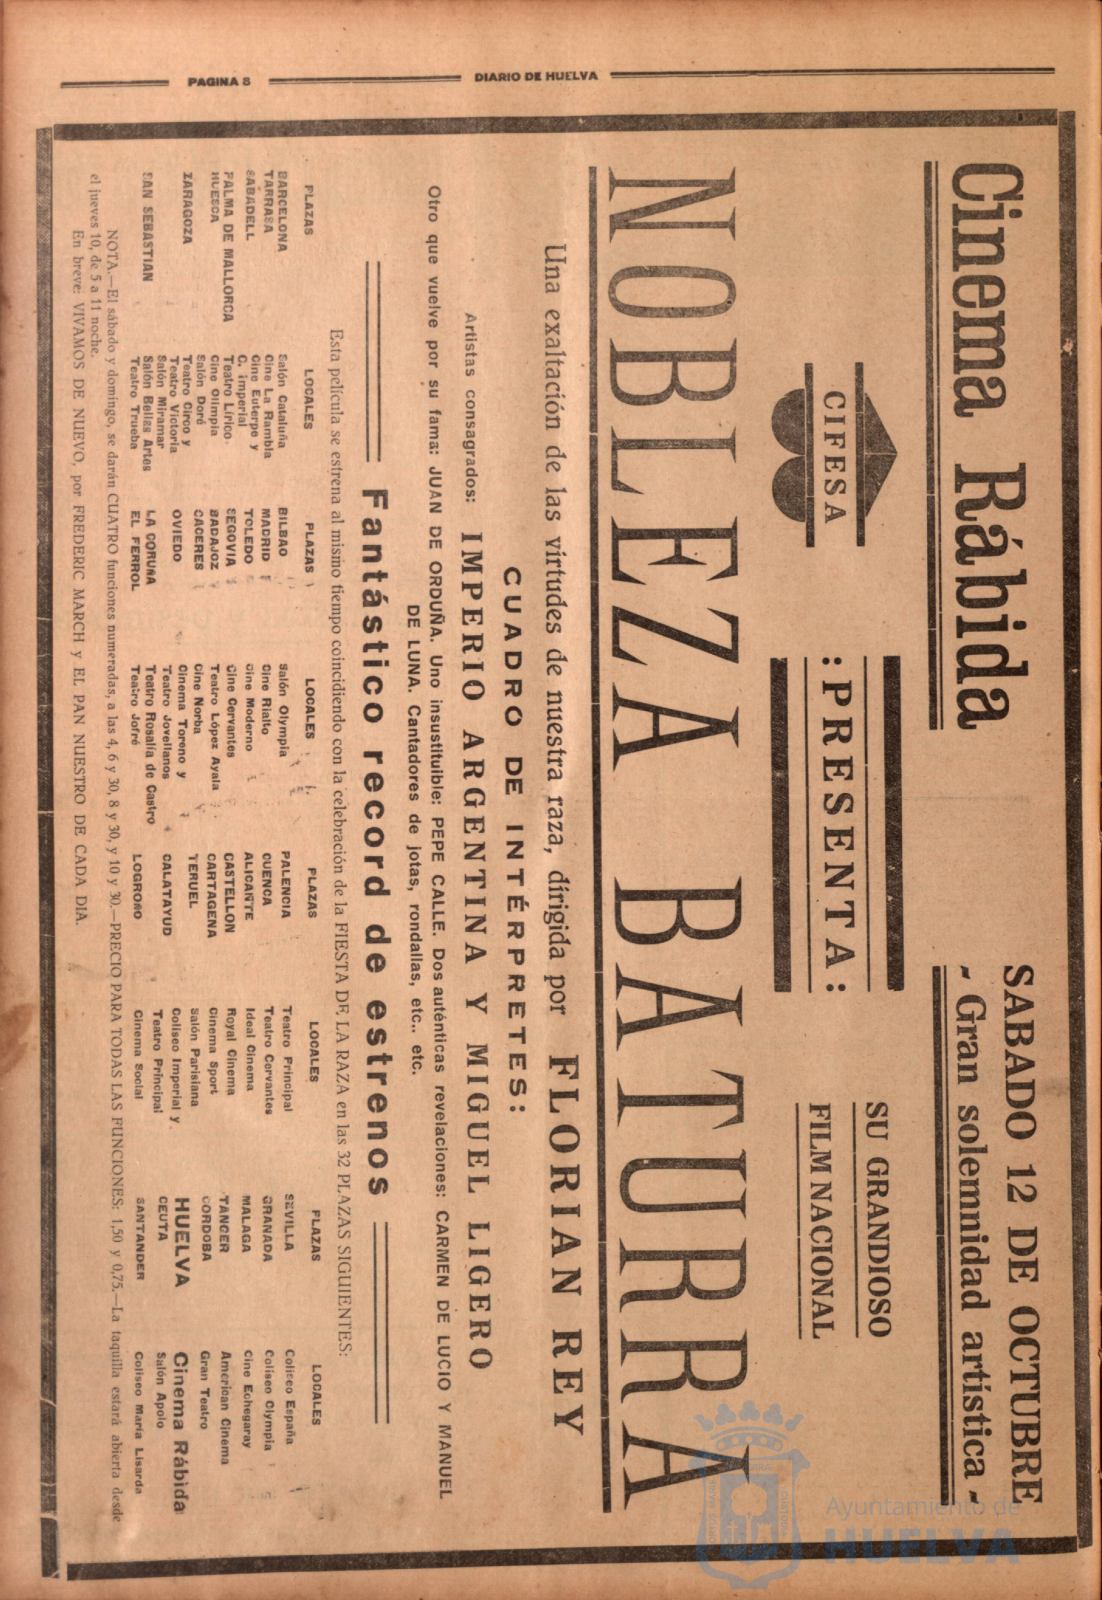 PAGINA 8
DIARIO DE HUELVA
Cinema Rábida
SABADO 12 DE OCTUBRE
- Gran solemnidad artística -
CIFESA
: PRESENTA :
SU GRANDIOSO
FILM NACIONAL
NOBLEZA BATURRA
Una exaltación de las virtudes de nuestra raza, dirigida por FLORIAN REY
CUADRO DE INTÉRPRETES:
Artistas consagrados: IMPERIO ARGENTINA Y MIGUEL LIGERO
Otro que vuelve por su fama: JUAN DE ORDUÑA. Uno insustituible: PEPE CALLE. Dos auténticas revelaciones: CARMEN DE LUCIO Y MANUEL
DE LUNA. Cantadores de jotas, rondallas, etc.. etc.
Fantástico record de estrenos
Esta película se estrena al mismo tiempo coincidiendo con la celebración de la FIESTA DE LA RAZA en las 32 PLAZAS SIGUIENTES:
PLAZAS LOCALES PLAZAS LOCALES PLAZAS LOCALES PLAZAS LOCALES
BARCELONA Salón Cataluña BILBAO Salón Olympia PALENCIA Teatro Principal SEVILLA Coliseo España
TARRASA Cine La Rambla MADRID Cine Rialto CUENCA Teatro Cervantes GRANADA Coliseo Olympia
SABADELL Cine Euterpe y TOLEDO Cine Moderno ALICANTE Ideal Cinema MALAGA Cine Echegaray
C. imperial
PALMA DE MALLORCA Teatro Lírico SEGOVIA Cine Cervantes CASTELLON Royal Cinema TANGER American Cinema
HUESCA Cine Olimpia BADAJOZ Teatro López Ayala CARTAGENA Cinema Sport CORDOBA Gran Teatro
Salón Doré CACERES Cine Norba TERUEL Salón Parisiana HUELVA Cinema Rábida
ZARAGOZA Teatro Circo y OVIEDO Cinema Toreno y CALATAYUD Coliseo Imperial y CEUTA Salón Apolo
Teatro Victoria Teatro Jovellanos Teatro Principal
SAN SEBASTIAN Salón Miramar LA CORUÑA Teatro Rosalía de Castro LOGROÑO Cinema Social SANTANDER Coliseo María Lisarda
Salón Bellas Artes EL FERROL Teatro Jofré
Teatro Trueba
NOTA.—El sábado y domingo, se darán CUATRO funciones numeradas, a las 4, 6 y 30, 8 y 30, y 10 y 30.—PRECIO PARA TODAS LAS FUNCIONES: 1,50 y 0,75.—La taquilla estará abierta desde
el jueves 10, de 5 a 11 noche.
En breve: VIVAMOS DE NUEVO, por FREDERIC MARCH y EL PAN NUESTRO DE CADA DIA.
Ayuntamiento de
HUELVA